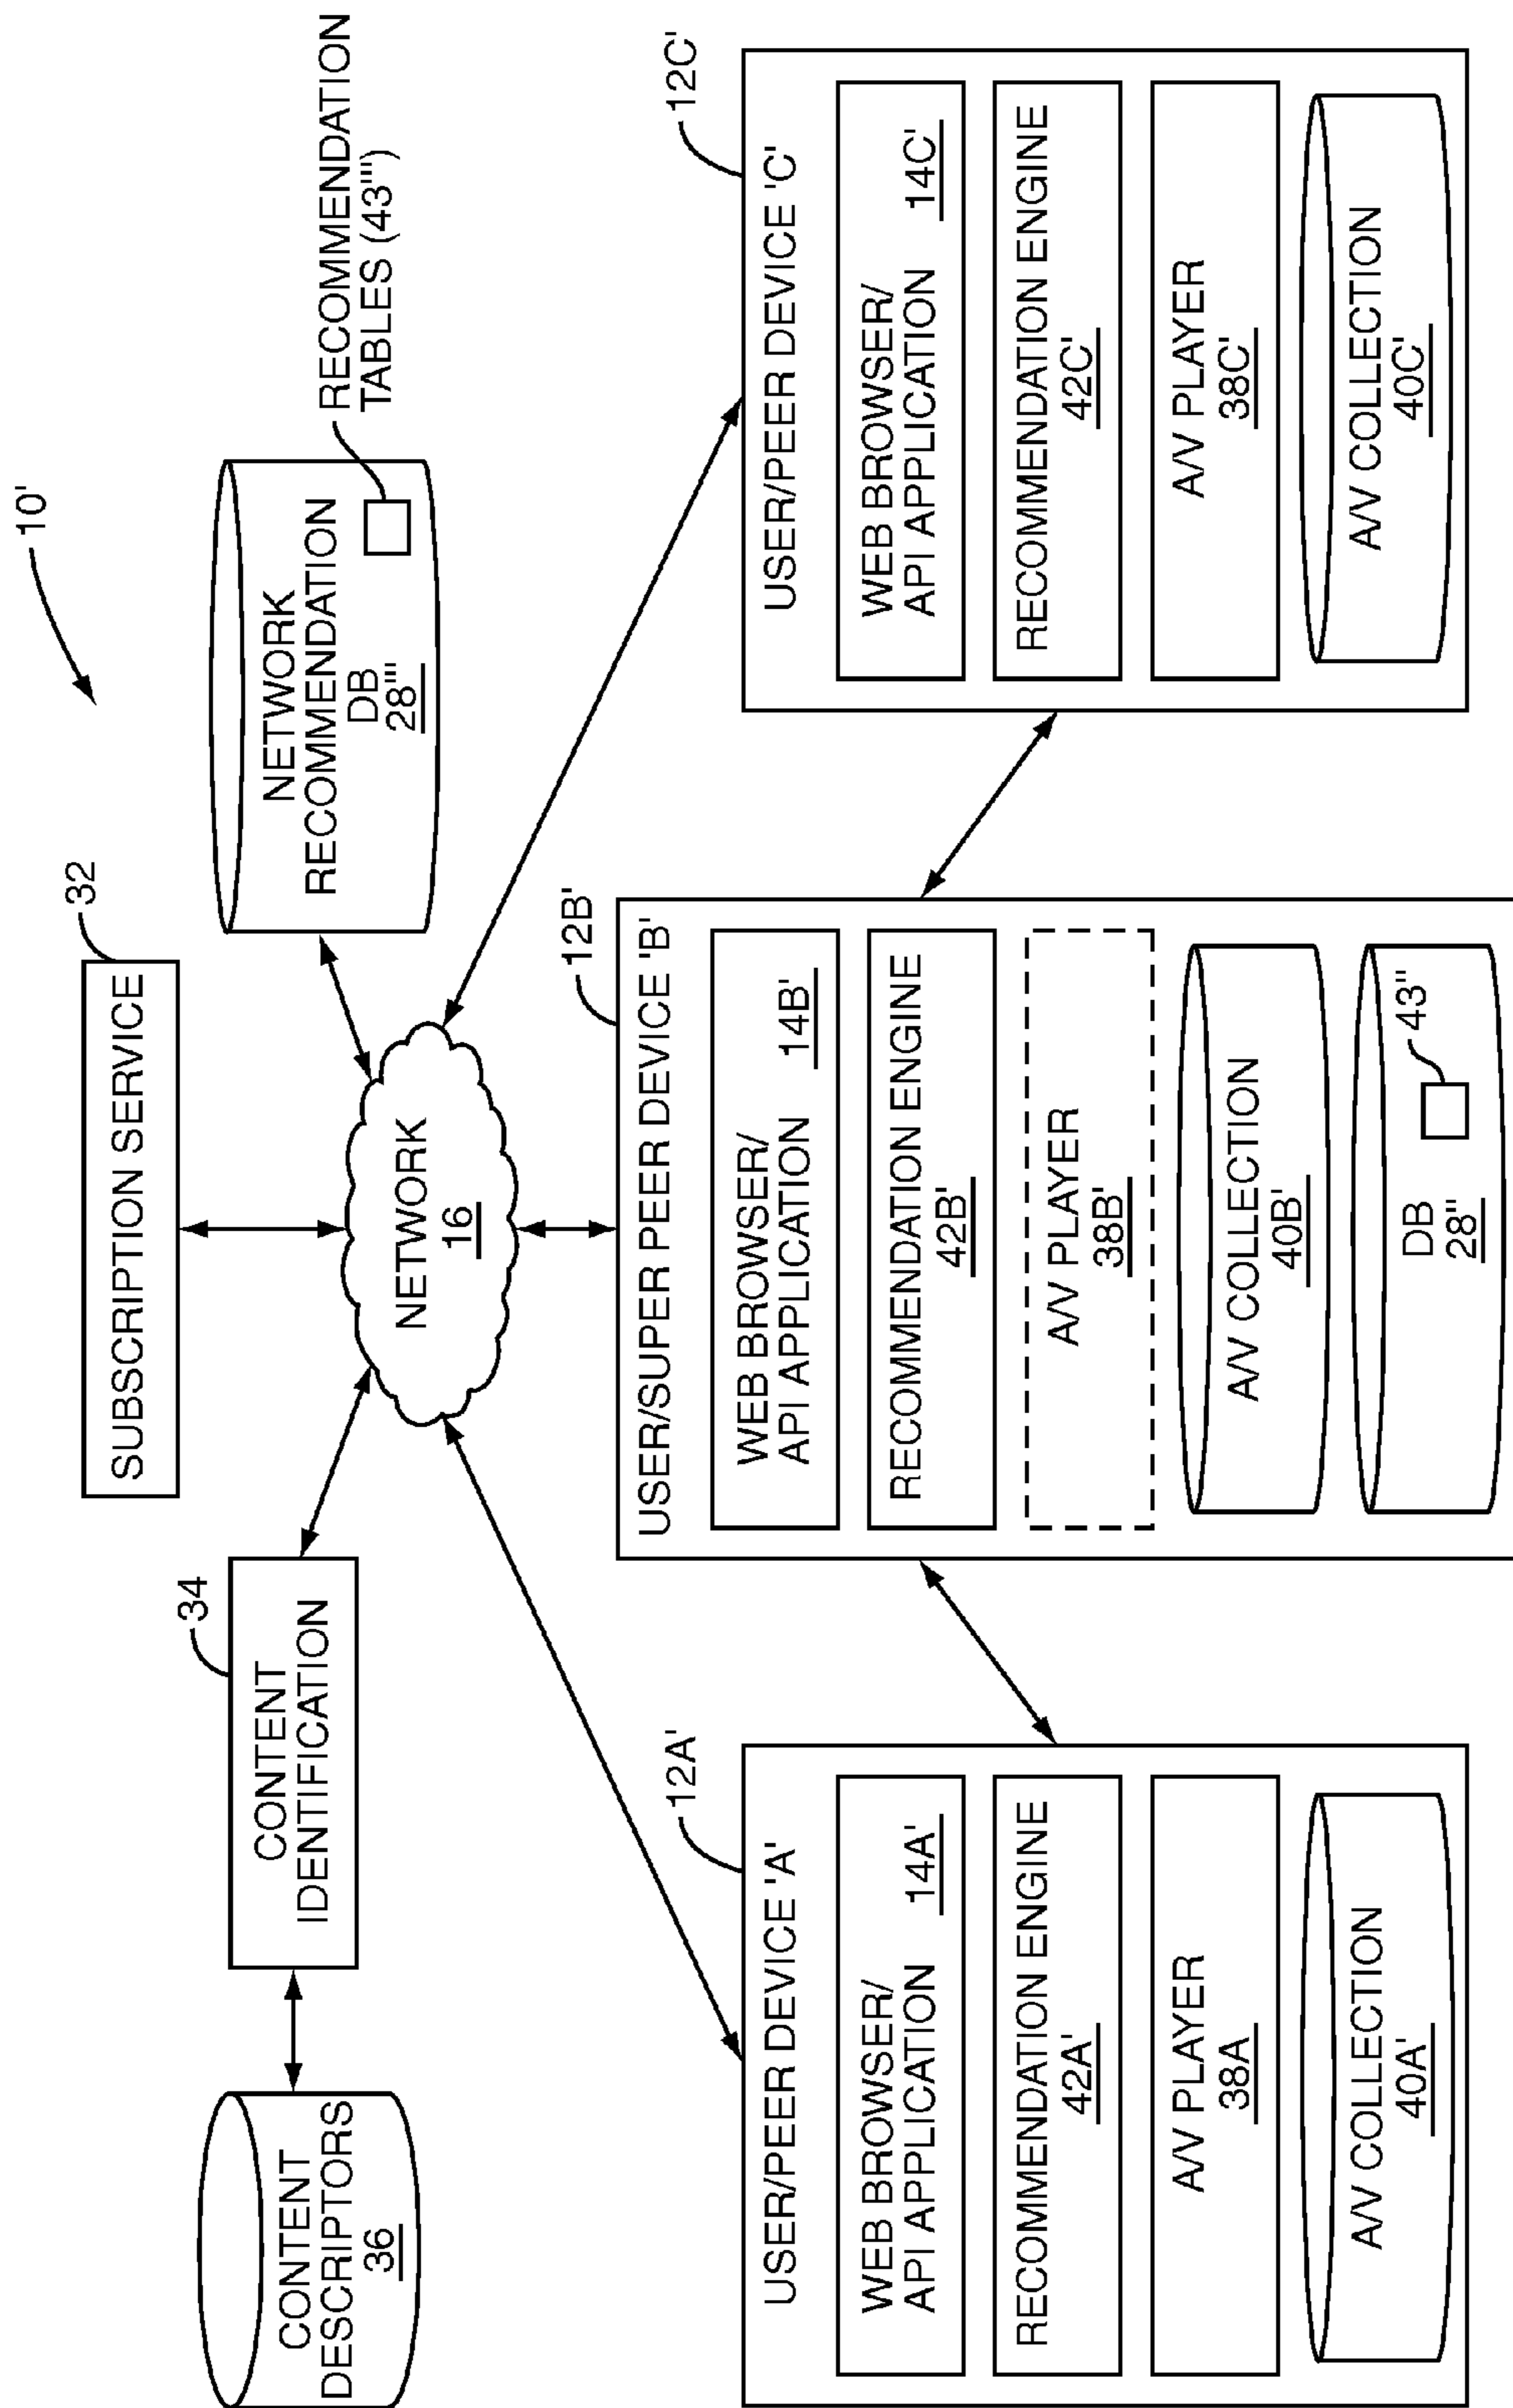 10'
SUBSCRIPTION SERVICE
32
CONTENT
IDENTIFICATION
34
CONTENT
DESCRIPTORS
36
NETWORK
16
NETWORK
RECOMMENDATION
DB
28'''
RECOMMENDATION
TABLES (43''')
USER/PEER DEVICE 'A'
12A'
WEB BROWSER/
API APPLICATION 14A'
RECOMMENDATION ENGINE
42A'
A/V PLAYER
38A
A/V COLLECTION
40A'
USER/SUPER PEER DEVICE 'B'
12B'
WEB BROWSER/
API APPLICATION 14B'
RECOMMENDATION ENGINE
42B'
A/V PLAYER
38B'
A/V COLLECTION
40B'
DB
28"
43"
USER/PEER DEVICE 'C'
12C'
WEB BROWSER/
API APPLICATION 14C'
RECOMMENDATION ENGINE
42C'
A/V PLAYER
38C'
A/V COLLECTION
40C'